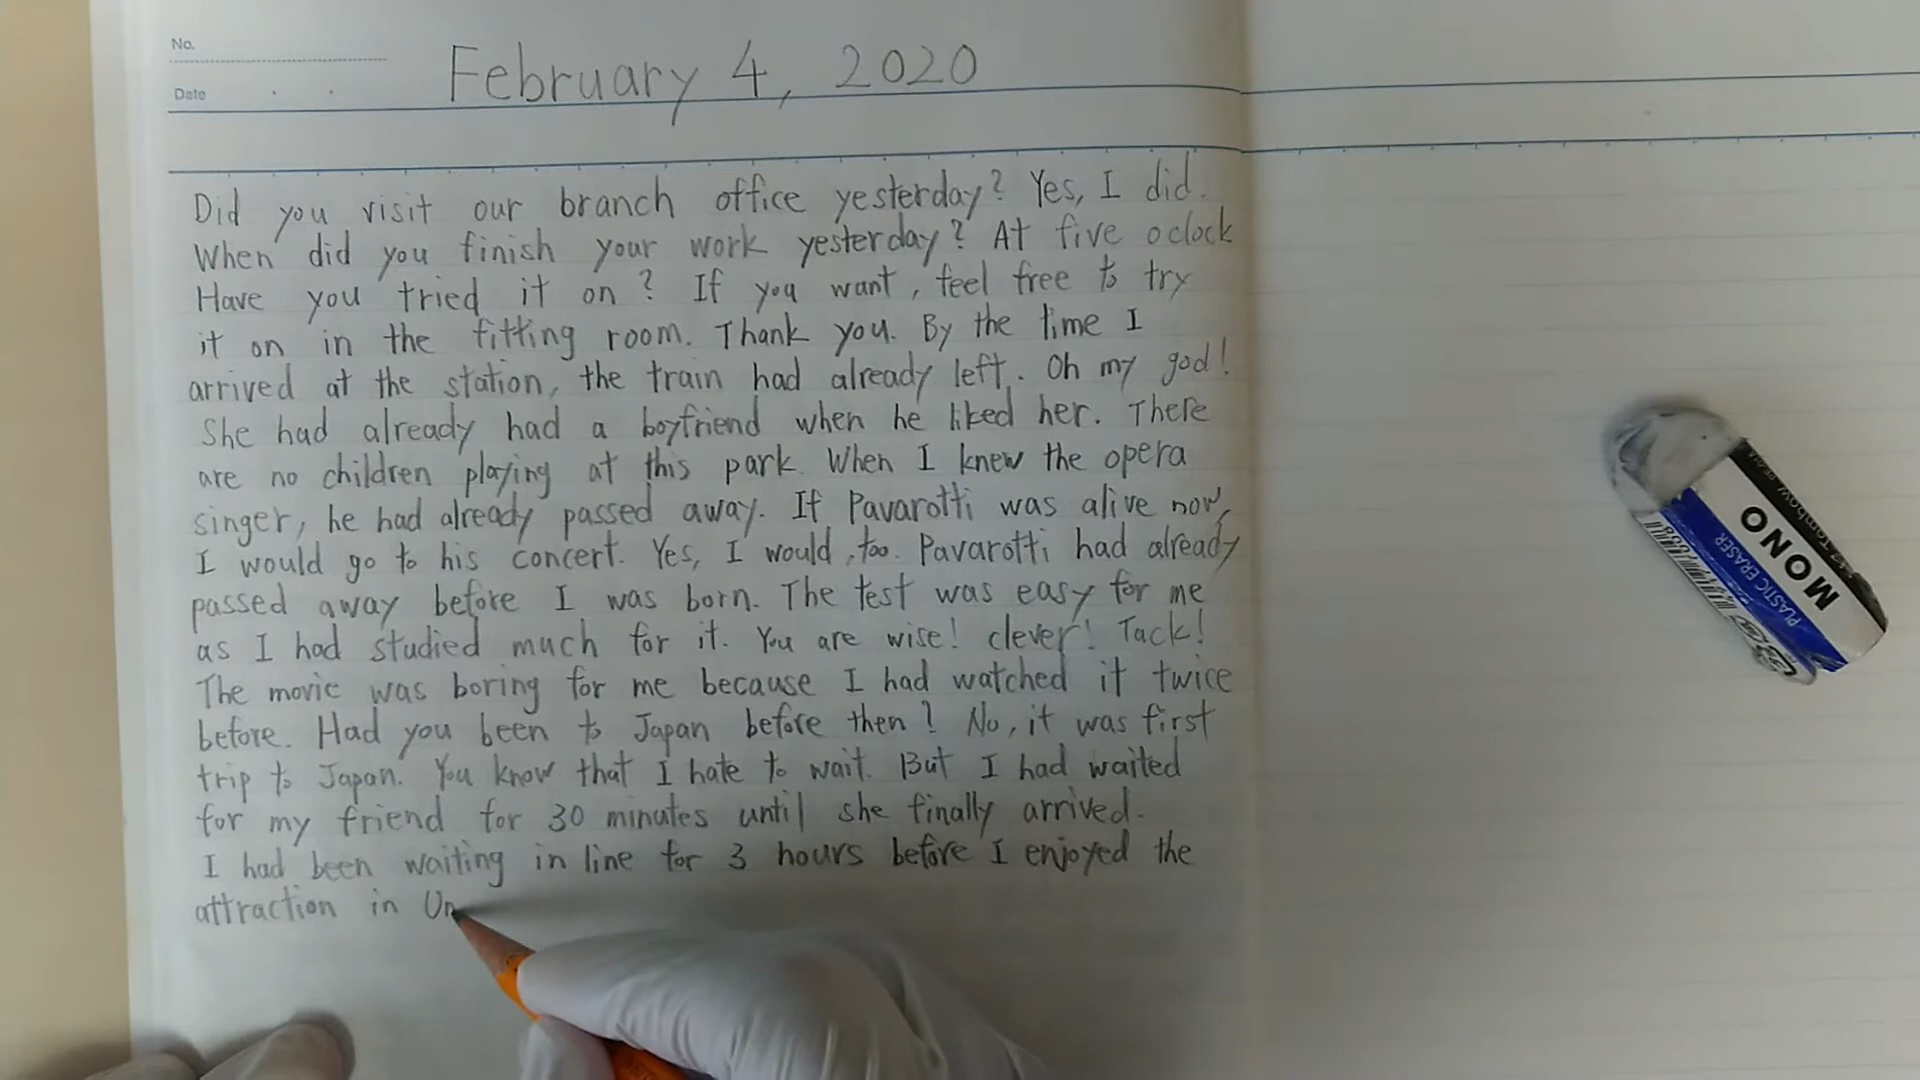 No.
Date
February 4, 2020
Did you visit our branch office yesterday? Yes, I did.
When did you finish your work yesterday? At five oclock
Have you tried it on? If you want, feel free to try
it on in the fitting room. Thank you. By the time I
arrived at the station, the train had already left. Oh my god!
She had already had a boyfriend when he liked her. There
are no children playing at this park. When I knew the opera
singer, he had already passed away. If Pavarotti was alive now,
I would go to his concert. Yes, I would, too. Pavarotti had already
passed away before I was born. The test was easy for me
as I had studied much for it. You are wise! clever! Tack!
The movie was boring for me because I had watched it twice
before. Had you been to Japan before then? No, it was first
trip to Japan. You know that I hate to wait. But I had waited
for my friend for 30 minutes until she finally arrived.
I had been waiting in line for 3 hours before I enjoyed the
attraction in Un
MONO
PLASTIC ERASER
Tombow